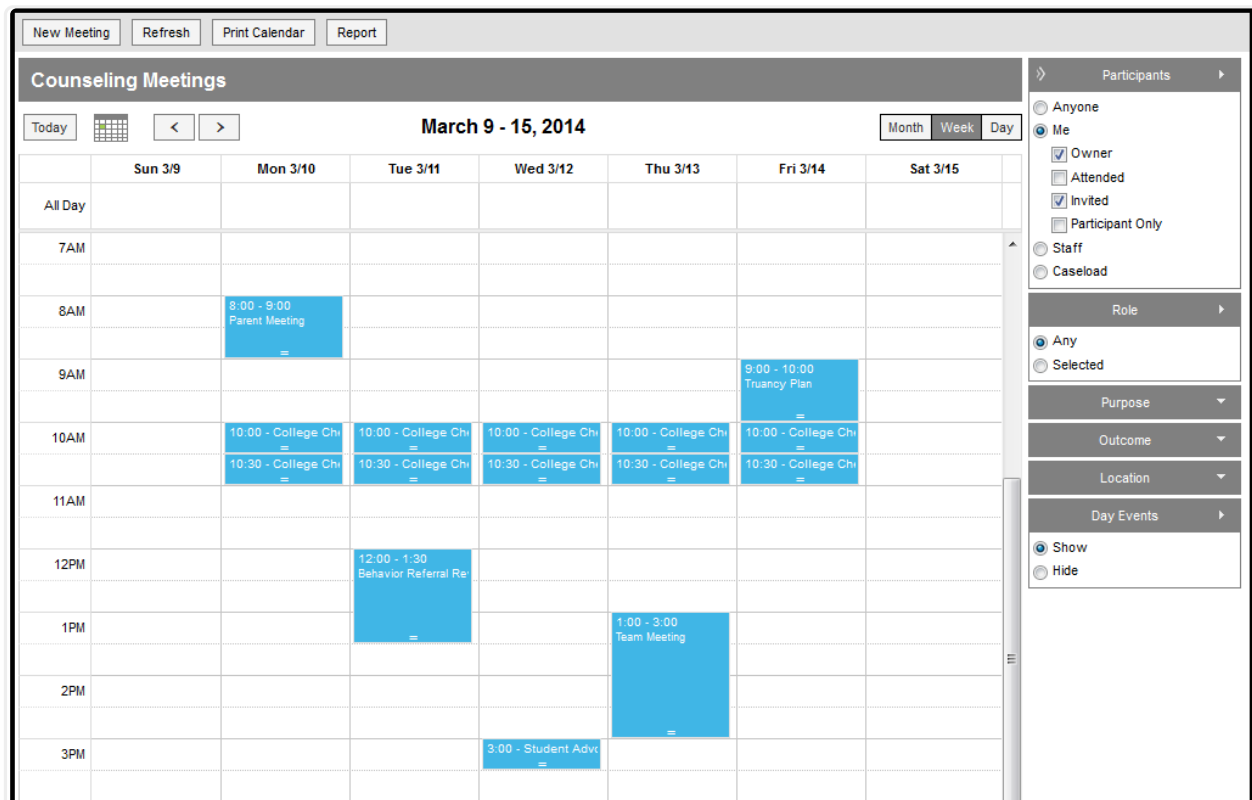 New Meeting Refresh Print Calendar Report
Counseling Meetings
Today < > March 9 - 15, 2014 Month Week Day
Sun 3/9 Mon 3/10 Tue 3/11 Wed 3/12 Thu 3/13 Fri 3/14 Sat 3/15
All Day
7AM
8AM
8:00 - 9:00
Parent Meeting
9AM
9:00 - 10:00
Truancy Plan
10AM
10:00 - College Ch
10:00 - College Ch
10:00 - College Ch
10:00 - College Ch
10:00 - College Ch
10:30 - College Ch
10:30 - College Ch
10:30 - College Ch
10:30 - College Ch
10:30 - College Ch
11AM
12PM
12:00 - 1:30
Behavior Referral Re
1PM
1:00 - 3:00
Team Meeting
2PM
3PM
3:00 - Student Adv
Participants
Anyone
Me
Owner
Attended
Invited
Participant Only
Staff
Caseload
Role
Any
Selected
Purpose
Outcome
Location
Day Events
Show
Hide